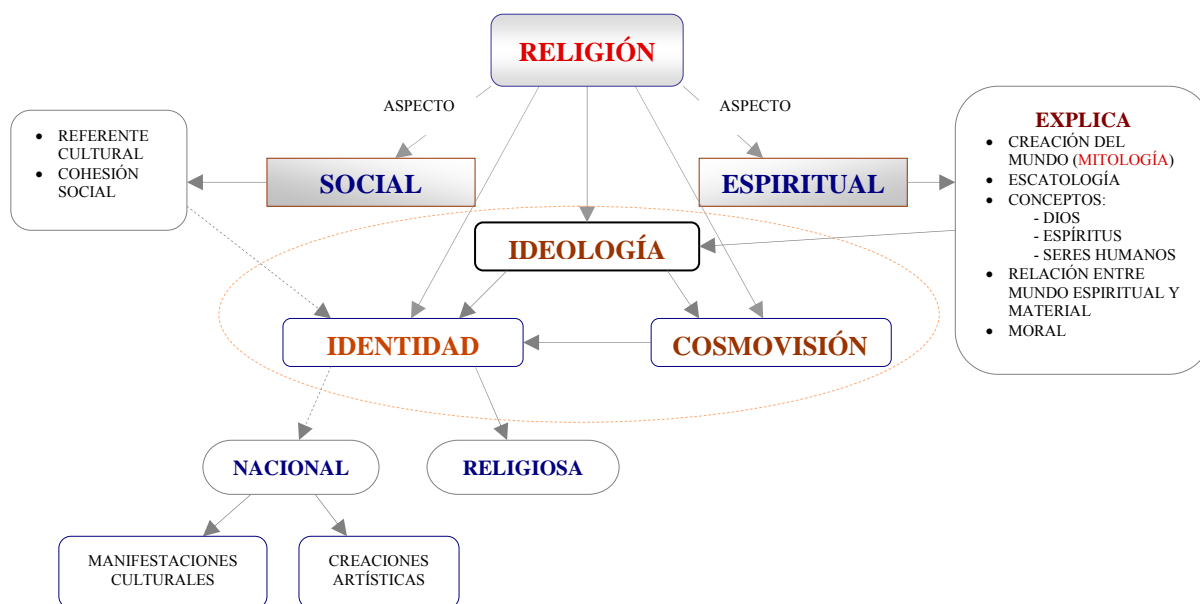 RELIGIÓN
ASPECTO
ASPECTO
• REFERENTE
CULTURAL
• COHESIÓN
SOCIAL
SOCIAL
ESPIRITUAL
EXPLICA
• CREACIÓN DEL
MUNDO (MITOLOGÍA)
• ESCATOLOGÍA
• CONCEPTOS:
- DIOS
- ESPÍRITUS
- SERES HUMANOS
• RELACIÓN ENTRE
MUNDO ESPIRITUAL Y
MATERIAL
• MORAL
IDEOLOGÍA
IDENTIDAD
COSMOVISIÓN
NACIONAL
RELIGIOSA
MANIFESTACIONES
CULTURALES
CREACIONES
ARTÍSTICAS